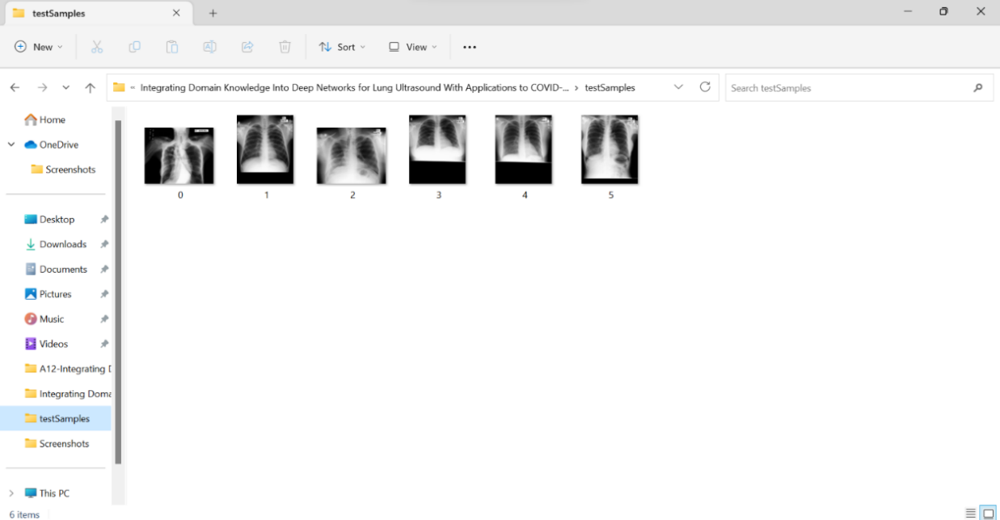 testSamples
New
Sort
View
« Integrating Domain Knowledge Into Deep Networks for Lung Ultrasound With Applications to COVID-... › testSamples
Search testSamples
Home
OneDrive
Screenshots
Desktop
Downloads
Documents
Pictures
Music
Videos
A12-Integrating D
Integrating Doma
testSamples
Screenshots
This PC
0
1
2
3
4
5
6 items